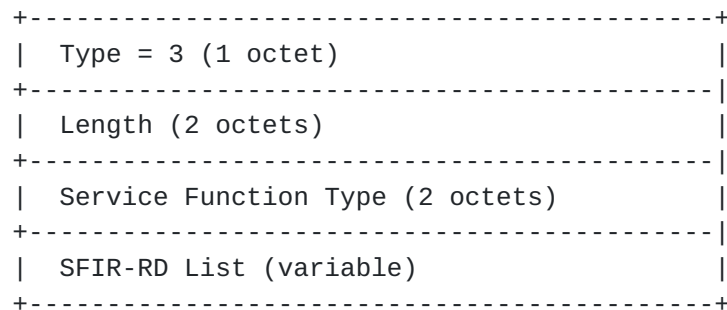 +--------------------------------------------+
|  Type = 3 (1 octet)                        |
+--------------------------------------------|
|  Length (2 octets)                         |
+--------------------------------------------|
|  Service Function Type (2 octets)          |
+--------------------------------------------|
|  SFIR-RD List (variable)                   |
+--------------------------------------------+